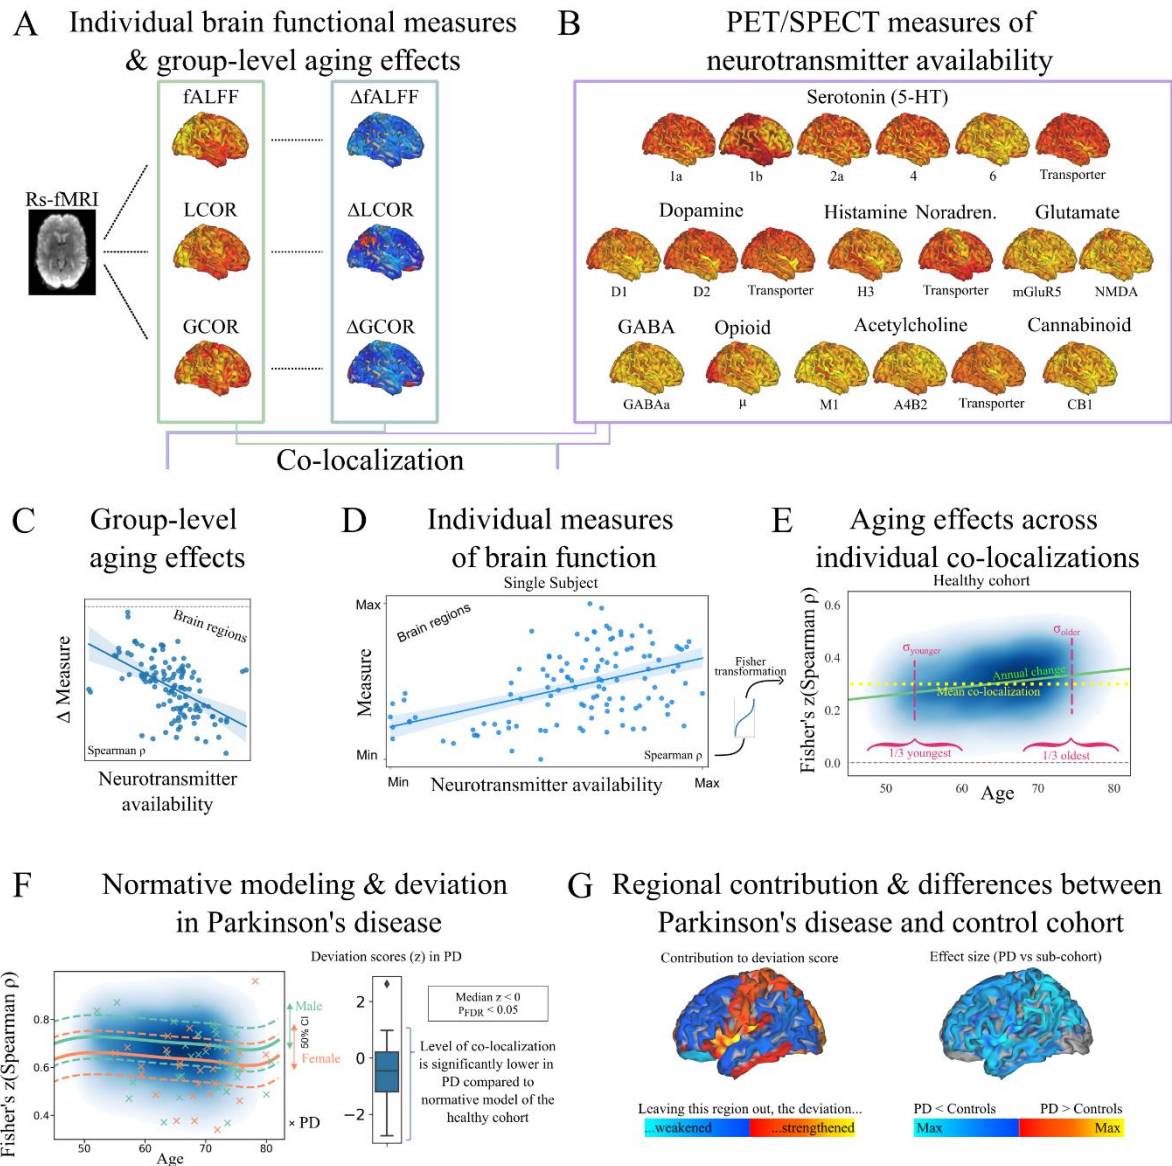 A
Individual brain functional measures
& group-level aging effects
fALFF
ΔfALFF
Rs-fMRI
LCOR
ΔLCOR
GCOR
ΔGCOR
B
PET/SPECT measures of
neurotransmitter availability
Serotonin (5-HT)
1a 1b 2a 4 6 Transporter
Dopamine Histamine Noradren. Glutamate
D1 D2 Transporter H3 Transporter mGluR5 NMDA
GABA Opioid Acetylcholine Cannabinoid
GABAa μ M1 A4B2 Transporter CB1
Co-localization
C
Group-level
aging effects
Brain regions
Δ Measure
Spearman ρ
Neurotransmitter
availability
D
Individual measures
of brain function
Single Subject
Max
Brain regions
Measure
Min
Spearman ρ
Min
Neurotransmitter availability
Max
Fisher
transformation
E
Aging effects across
individual co-localizations
Healthy cohort
Fisher's z(Spearman ρ)
0.6
0.4
0.2
0.0
σyounger
σolder
Annual change
Mean co-localization
1/3 youngest
1/3 oldest
50 60 70 80
Age
F
Normative modeling & deviation
in Parkinson's disease
Fisher's z(Spearman ρ)
0.8
0.6
0.4
Male
50% CI
Female
× PD
50 60 70 80
Age
Deviation scores (z) in PD
2
0
−2
Median z < 0
PFDR < 0.05
Level of co-localization
is significantly lower in
PD compared to
normative model of the
healthy cohort
G
Regional contribution & differences between
Parkinson's disease and control cohort
Contribution to deviation score
Leaving this region out, the deviation...
...weakened
...strengthened
Effect size (PD vs sub-cohort)
PD < Controls
PD > Controls
Max
Max